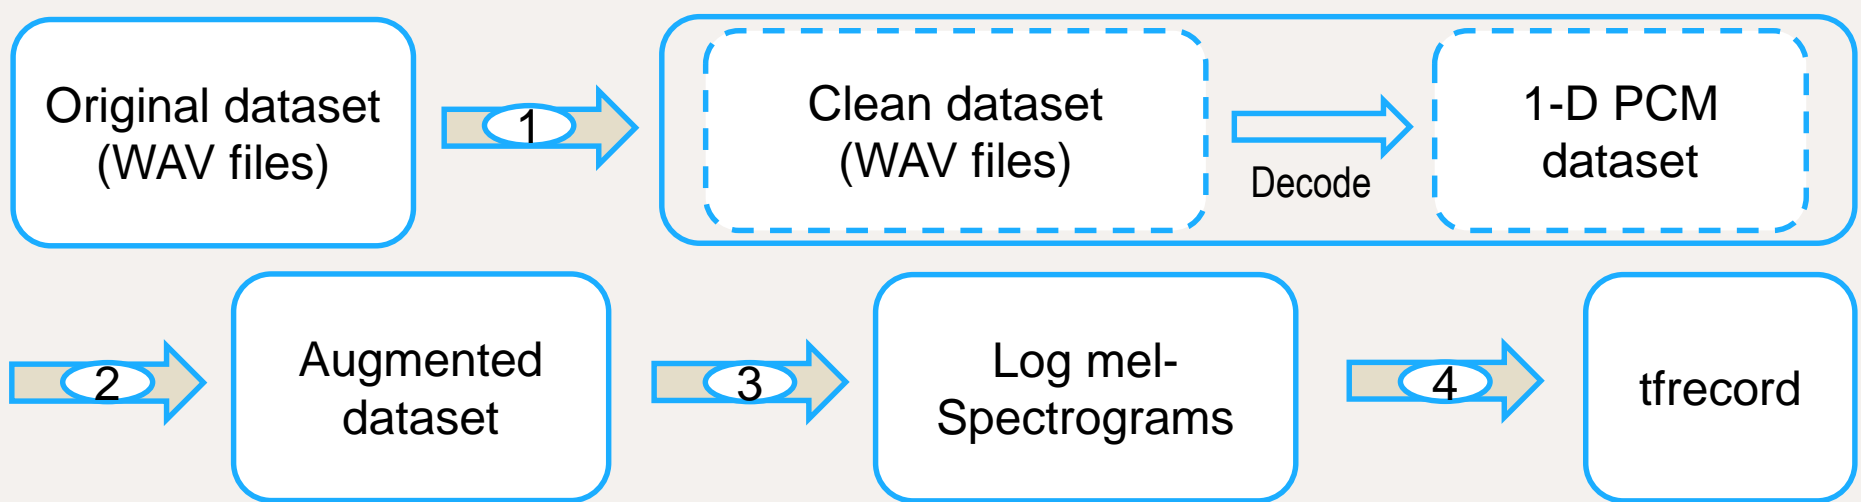 Original dataset
(WAV files)
1
Clean dataset
(WAV files)
Decode
1-D PCM
dataset
2
Augmented
dataset
3
Log mel-
Spectrograms
4
tfrecord